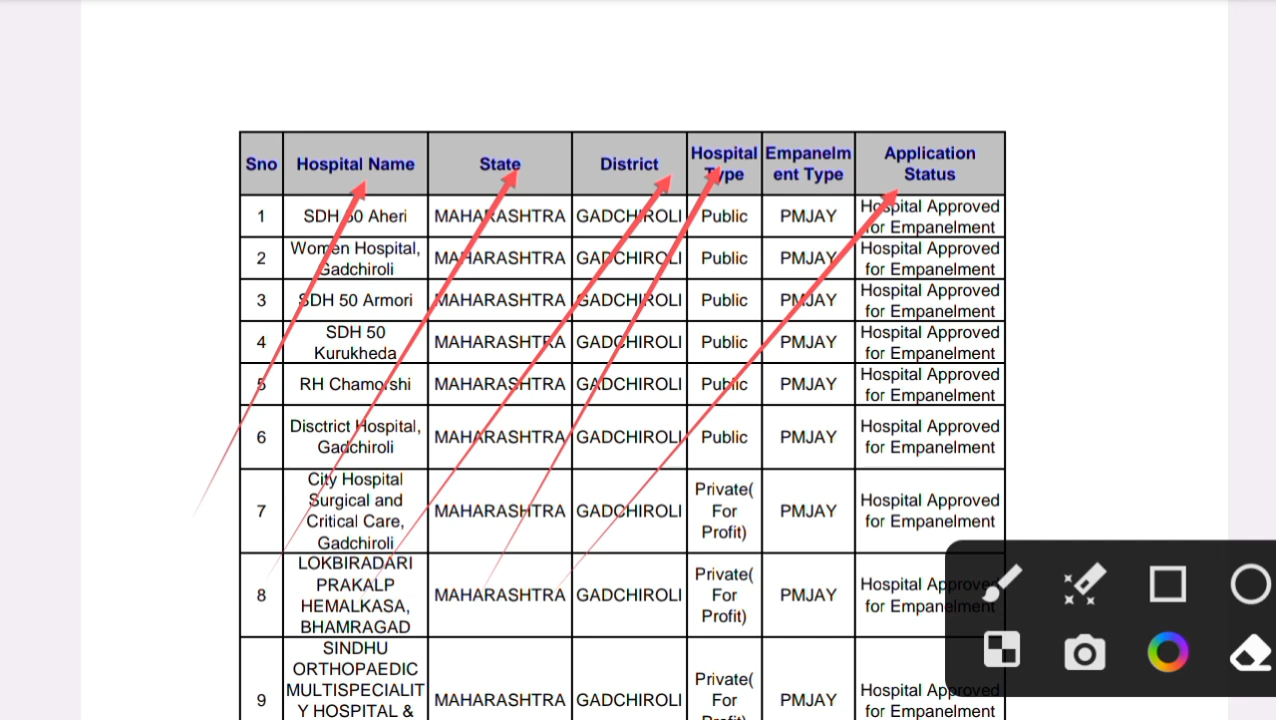 Sno Hospital Name State District Hospital Type Empanelm ent Type Application Status
1 SDH 50 Aheri MAHARASHTRA GADCHIROLI Public PMJAY Hospital Approved for Empanelment
2 Women Hospital, Gadchiroli MAHARASHTRA GADCHIROLI Public PMJAY Hospital Approved for Empanelment
3 SDH 50 Armori MAHARASHTRA GADCHIROLI Public PMJAY Hospital Approved for Empanelment
4 SDH 50 Kurukheda MAHARASHTRA GADCHIROLI Public PMJAY Hospital Approved for Empanelment
5 RH Chamorshi MAHARASHTRA GADCHIROLI Public PMJAY Hospital Approved for Empanelment
6 Disctrict Hospital, Gadchiroli MAHARASHTRA GADCHIROLI Public PMJAY Hospital Approved for Empanelment
7 City Hospital Surgical and Critical Care, Gadchiroli MAHARASHTRA GADCHIROLI Private( For Profit) PMJAY Hospital Approved for Empanelment
8 LOKBIRADARI PRAKALP HEMALKASA, BHAMRAGAD MAHARASHTRA GADCHIROLI Private( For Profit) PMJAY Hospital Approved for Empanelment
9 SINDHU ORTHOPAEDIC MULTISPECIALIT Y HOSPITAL & MAHARASHTRA GADCHIROLI Private( For Profit) PMJAY Hospital Approved for Empanelment